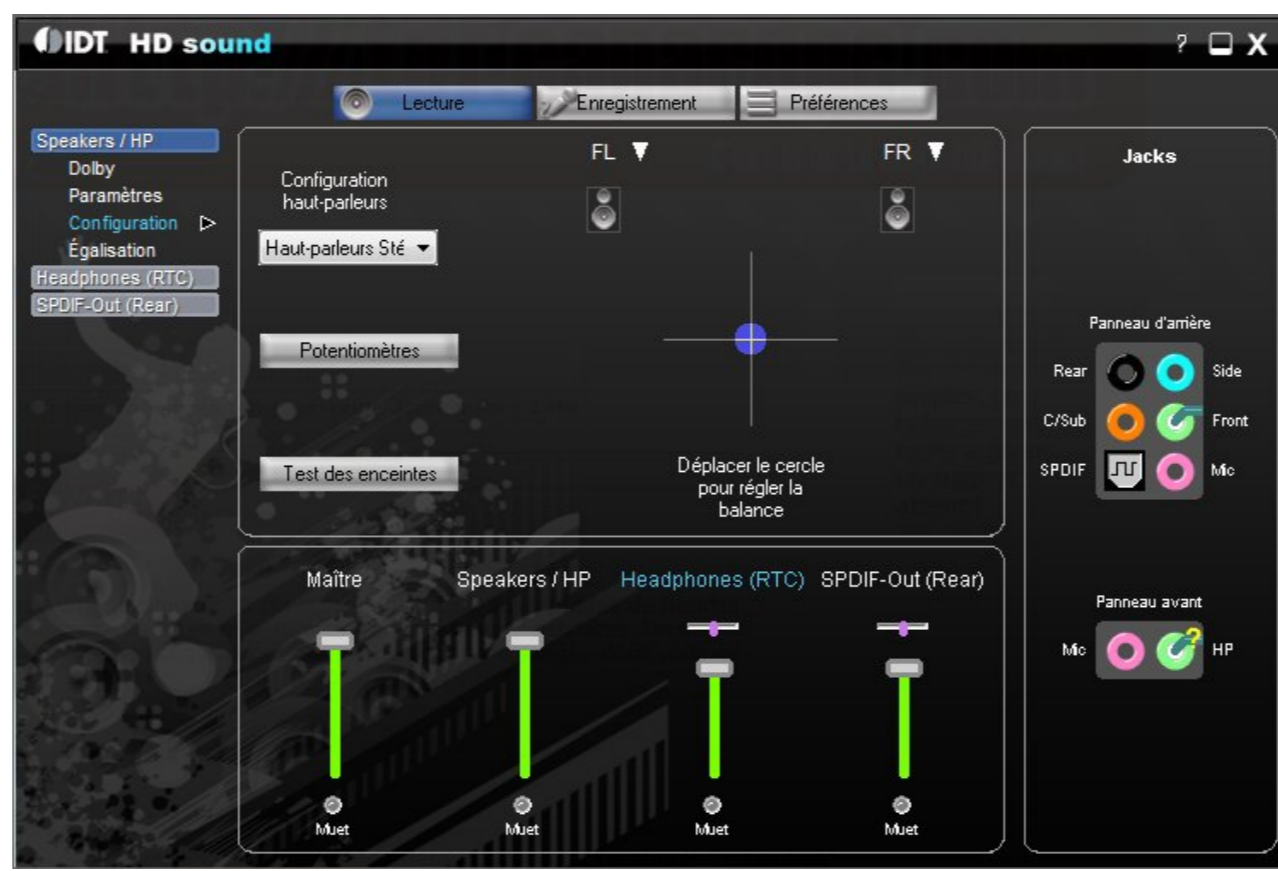 IDT HD sound
?
X
Lecture
Enregistrement
Préférences
Speakers / HP
Dolby
Paramètres
Configuration
Égalisation
Headphones (RTC)
SPDIF-Out (Rear)
Configuration
haut-parleurs
Haut-parleurs Sté
Potentiomètres
Test des enceintes
FL
FR
Déplacer le cercle
pour régler la
balance
Maître
Speakers / HP
Headphones (RTC)
SPDIF-Out (Rear)
Muet
Muet
Muet
Muet
Jacks
Panneau d'arrière
Rear
Side
C/Sub
Front
SPDIF
Mic
Panneau avant
Mic
?
HP